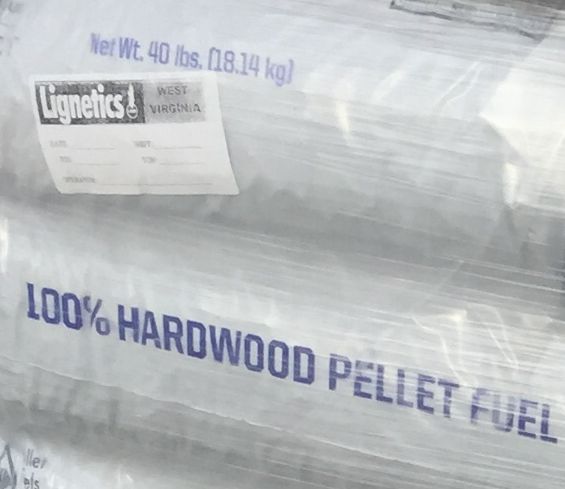 Net Wt. 40 lbs. (18.14 kg)
Lignetics!
WEST
VIRGINIA
100% HARDWOOD PELLET FUEL